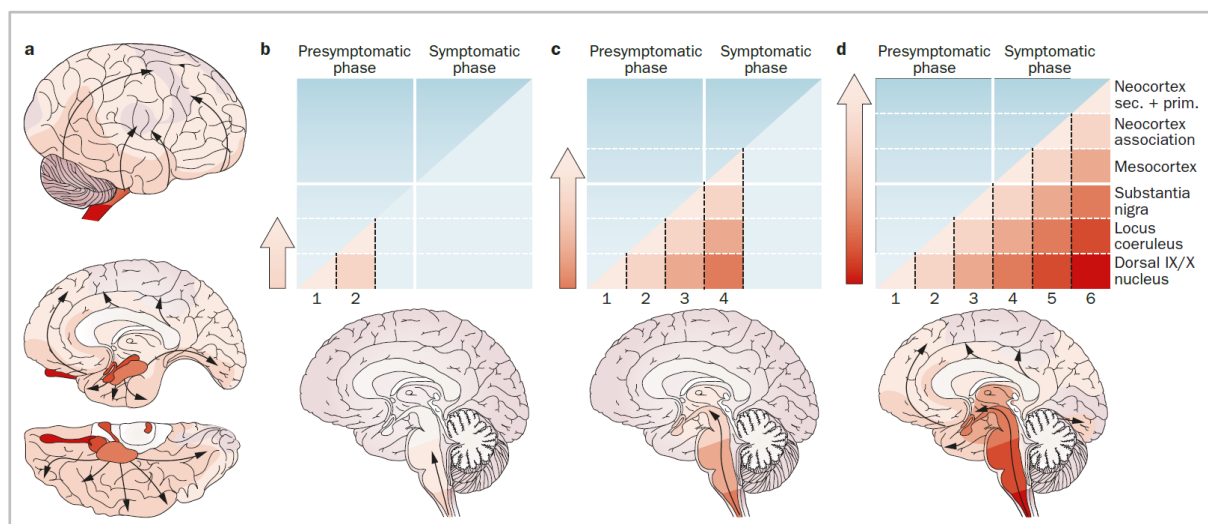 a
b
Presymptomatic
phase
Symptomatic
phase
1
2
c
Presymptomatic
phase
Symptomatic
phase
1
2
3
4
d
Presymptomatic
phase
Symptomatic
phase
Neocortex
sec. + prim.
Neocortex
association
Mesocortex
Substantia
nigra
Locus
coeruleus
Dorsal IX/X
nucleus
1
2
3
4
5
6